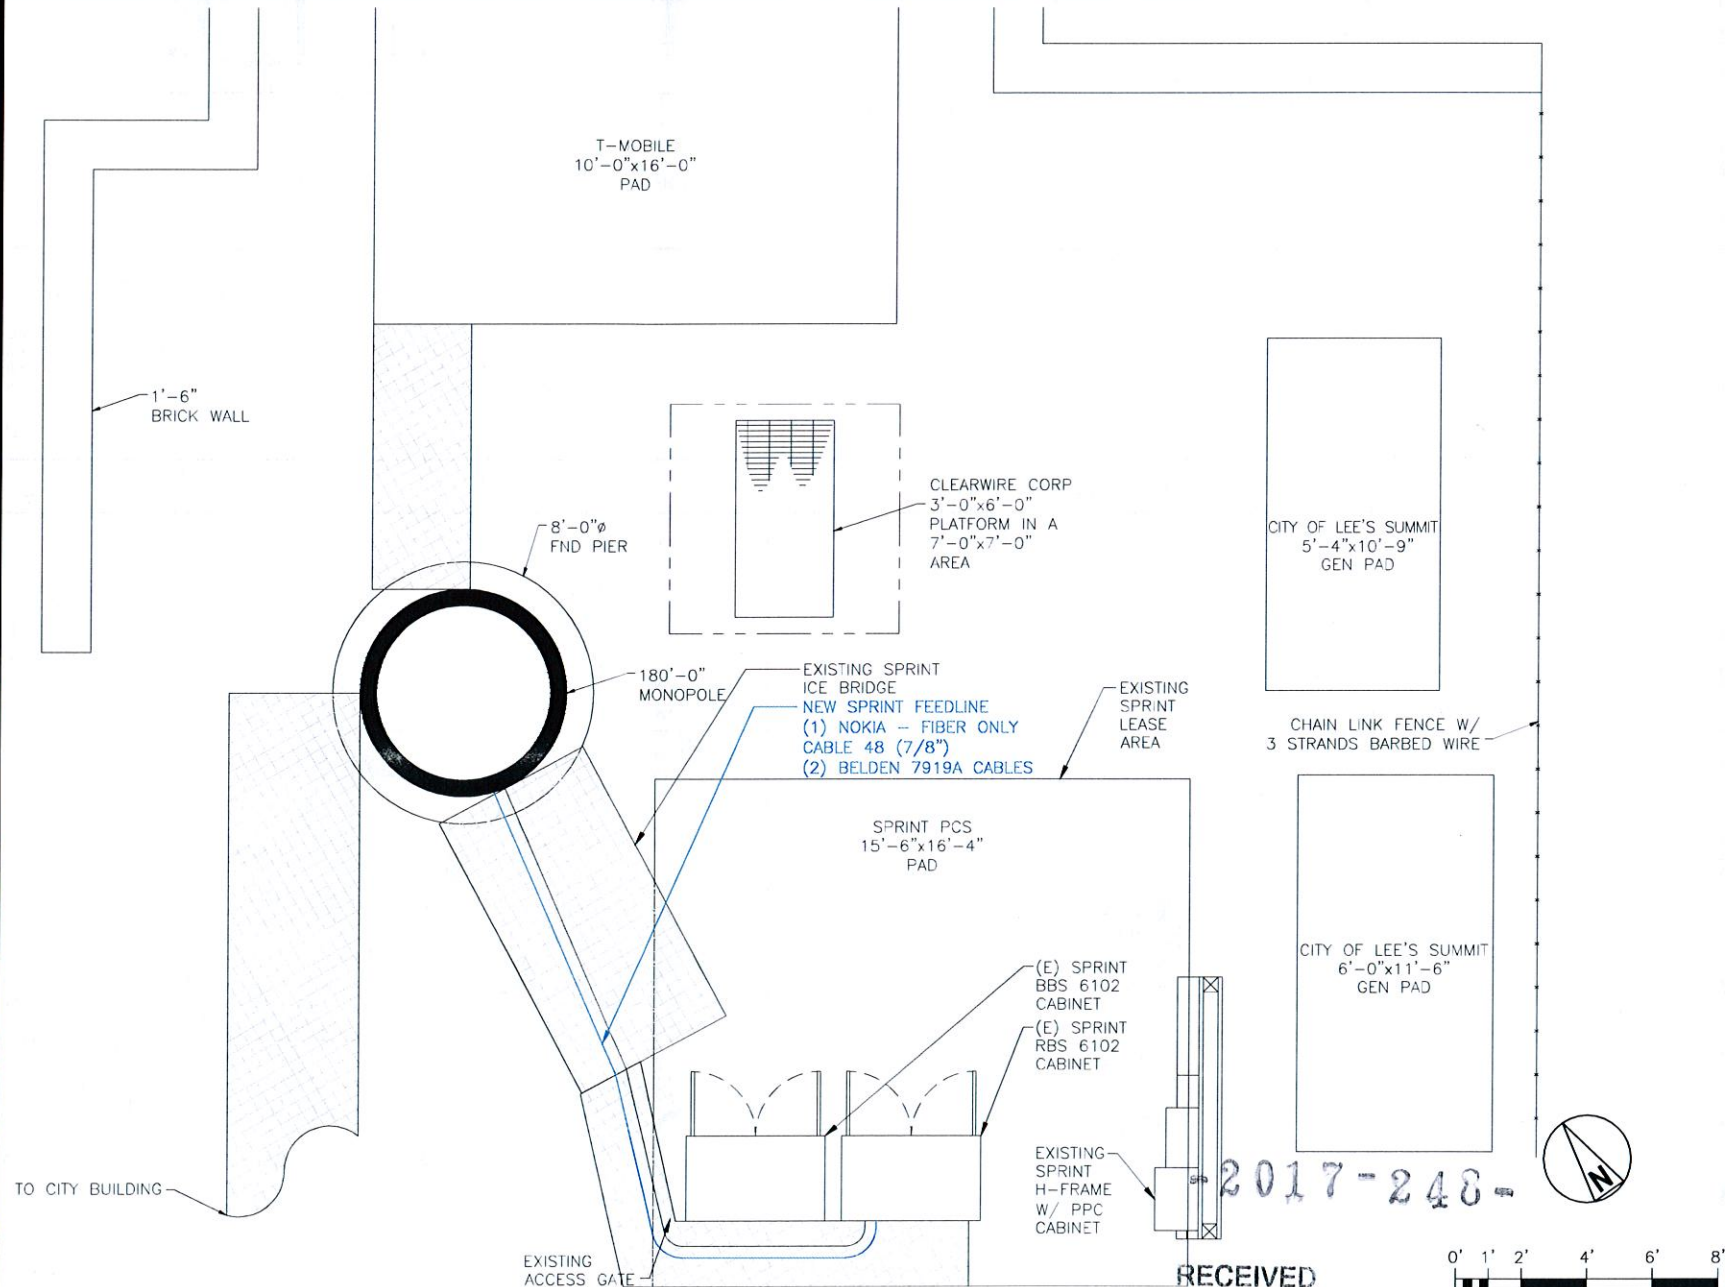 T-MOBILE
10'-0"x16'-0"
PAD
1'-6"
BRICK WALL
8'-0"ø
FND PIER
CLEARWIRE CORP
3'-0"x6'-0"
PLATFORM IN A
7'-0"x7'-0"
AREA
CITY OF LEE'S SUMMIT
5'-4"x10'-9"
GEN PAD
180'-0"
MONOPOLE
EXISTING SPRINT
ICE BRIDGE
NEW SPRINT FEEDLINE
(1) NOKIA - FIBER ONLY
CABLE 48 (7/8")
(2) BELDEN 7919A CABLES
EXISTING
SPRINT
LEASE
AREA
CHAIN LINK FENCE W/
3 STRANDS BARBED WIRE
SPRINT PCS
15'-6"x16'-4"
PAD
CITY OF LEE'S SUMMIT
6'-0"x11'-6"
GEN PAD
(E) SPRINT
BBS 6102
CABINET
(E) SPRINT
RBS 6102
CABINET
EXISTING
SPRINT
H-FRAME
W/ PPC
CABINET
TO CITY BUILDING
EXISTING
ACCESS GATE
N
-2017-248-
RECEIVED
0' 1' 2' 4' 6' 8'